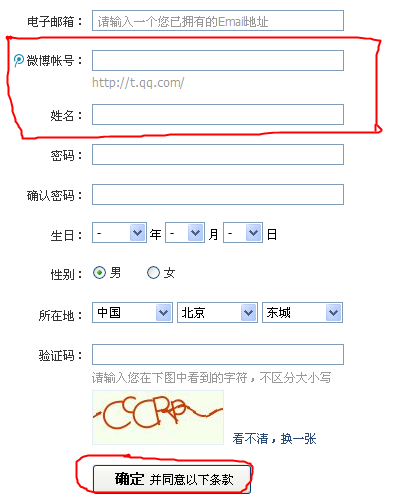 电子邮箱： 请输入一个您已拥有的Email地址
微博帐号：
http://t.qq.com/
姓名：
密码：
确认密码：
生日： - 年 - 月 - 日
性别： 男 女
所在地： 中国 北京 东城
验证码：
请输入您在下图中看到的字符，不区分大小写
看不清，换一张
确定 并同意以下条款